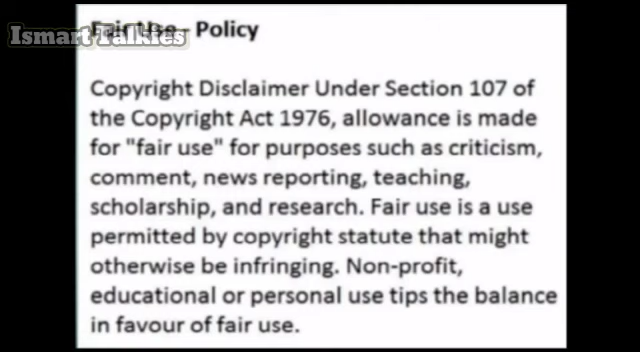 Ismart Talkies
Fair Use - Policy
Copyright Disclaimer Under Section 107 of
the Copyright Act 1976, allowance is made
for "fair use" for purposes such as criticism,
comment, news reporting, teaching,
scholarship, and research. Fair use is a use
permitted by copyright statute that might
otherwise be infringing. Non-profit,
educational or personal use tips the balance
in favour of fair use.